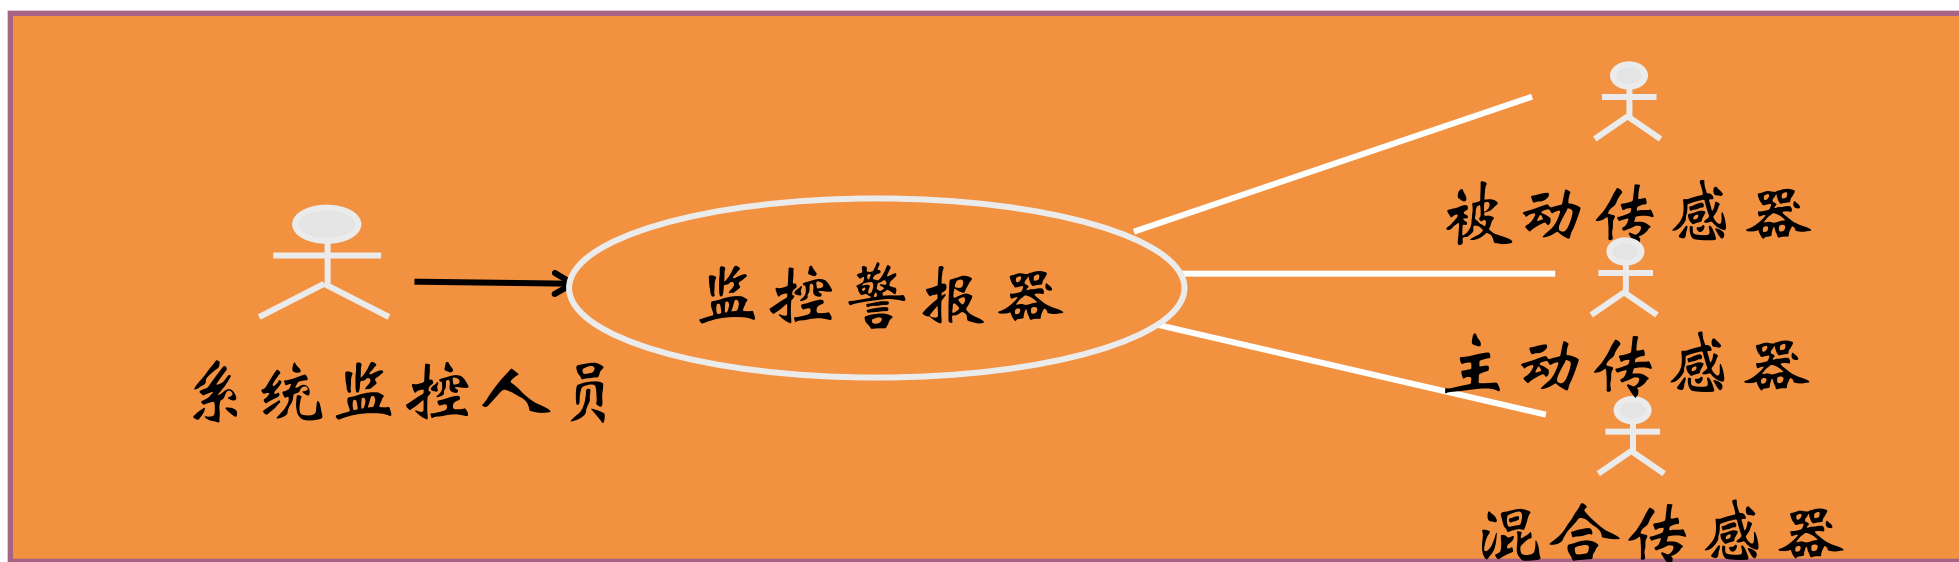 系统监控人员
监控警报器
被动传感器
主动传感器
混合传感器